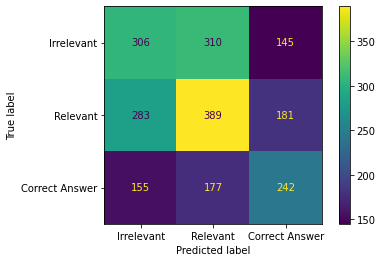 Irrelevant 306 310 145
Relevant 283 389 181
Correct Answer 155 177 242
Irrelevant Relevant Correct Answer
Predicted label
True label
350
300
250
200
150